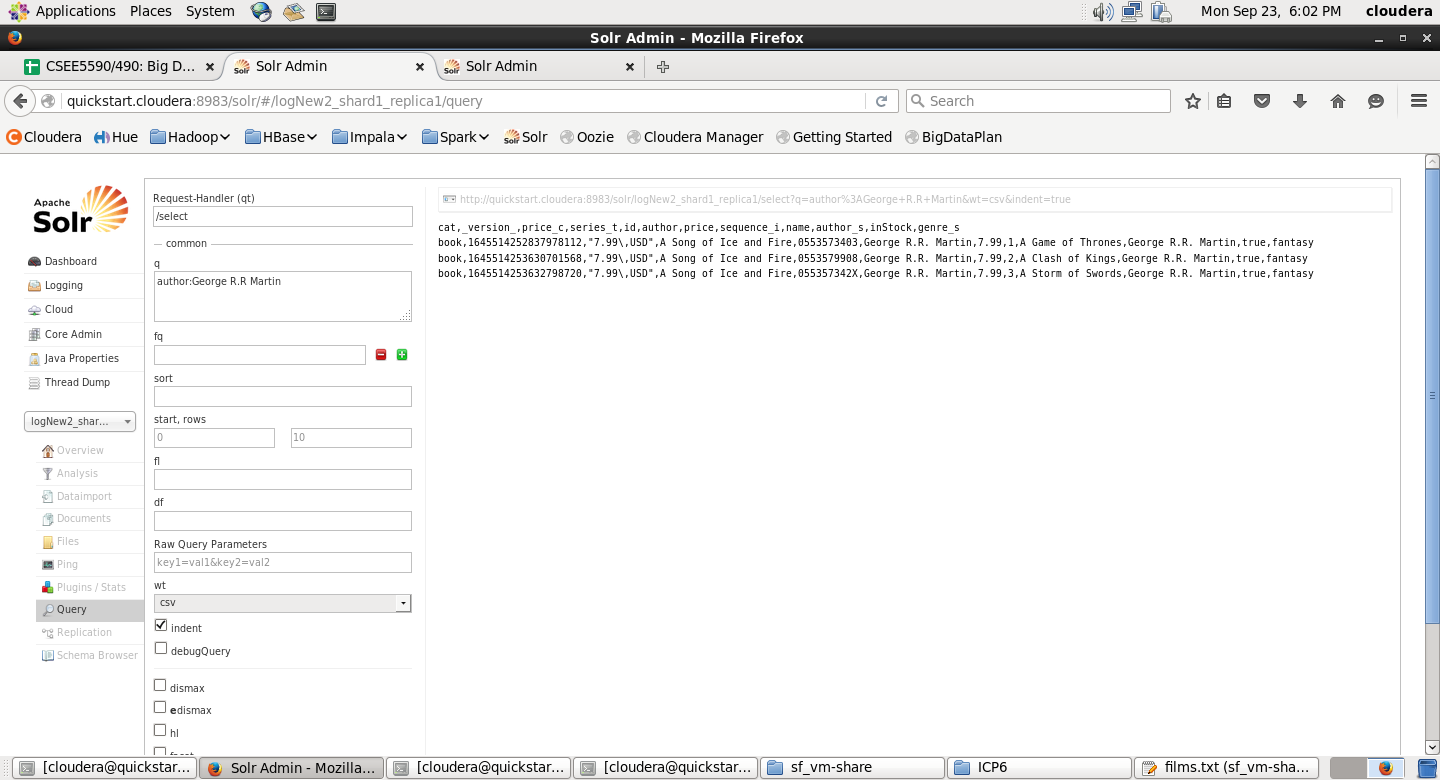 Applications Places System Mon Sep 23, 6:02 PM cloudera
Solr Admin - Mozilla Firefox
CSEE5590/490: Big D... Solr Admin Solr Admin
quickstart.cloudera:8983/solr/#/logNew2_shard1_replica1/query Search
Cloudera Hue Hadoop HBase Impala Spark Solr Oozie Cloudera Manager Getting Started BigDataPlan
Apache
Solr
Dashboard
Logging
Cloud
Core Admin
Java Properties
Thread Dump
logNew2_shar...
Overview
Analysis
Dataimport
Documents
Files
Ping
Plugins / Stats
Query
Replication
Schema Browser
Request-Handler (qt)
/select
common
q
author:George R.R Martin
fq
sort
start, rows
0 10
fl
df
Raw Query Parameters
key1=val1&key2=val2
wt
csv
indent
debugQuery
dismax
edismax
hl
http://quickstart.cloudera:8983/solr/logNew2_shard1_replica1/select?q=author%3AGeorge+R.R+Martin&wt=csv&indent=true
cat,_version_,price_c,series_t,id,author,price,sequence_i,name,author_s,inStock,genre_s
book,1645514252837978112,"7.99\,USD",A Song of Ice and Fire,0553573403,George R.R. Martin,7.99,1,A Game of Thrones,George R.R. Martin,true,fantasy
book,1645514253630701568,"7.99\,USD",A Song of Ice and Fire,0553579908,George R.R. Martin,7.99,2,A Clash of Kings,George R.R. Martin,true,fantasy
book,1645514253632798720,"7.99\,USD",A Song of Ice and Fire,055357342X,George R.R. Martin,7.99,3,A Storm of Swords,George R.R. Martin,true,fantasy
[cloudera@quickstar... Solr Admin - Mozilla... [cloudera@quickstar... [cloudera@quickstar... sf_vm-share ICP6 films.txt (sf_vm-sha...